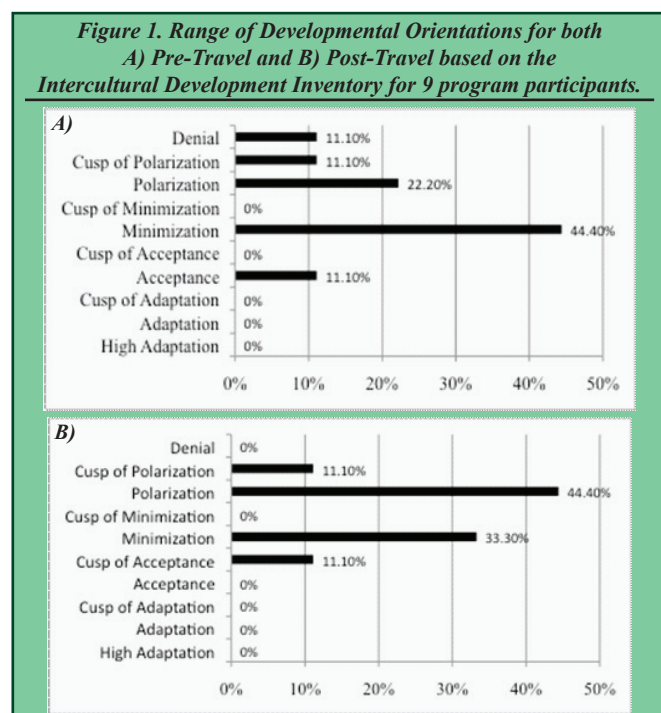 Figure 1. Range of Developmental Orientations for both
A) Pre-Travel and B) Post-Travel based on the
Intercultural Development Inventory for 9 program participants.
A)
Denial 11.10%
Cusp of Polarization 11.10%
Polarization 22.20%
Cusp of Minimization 0%
Minimization 44.40%
Cusp of Acceptance 0%
Acceptance 11.10%
Cusp of Adaptation 0%
Adaptation 0%
High Adaptation 0%
0% 10% 20% 30% 40% 50%
B)
Denial 0%
Cusp of Polarization 11.10%
Polarization 44.40%
Cusp of Minimization 0%
Minimization 33.30%
Cusp of Acceptance 11.10%
Acceptance 0%
Cusp of Adaptation 0%
Adaptation 0%
High Adaptation 0%
0% 10% 20% 30% 40% 50%